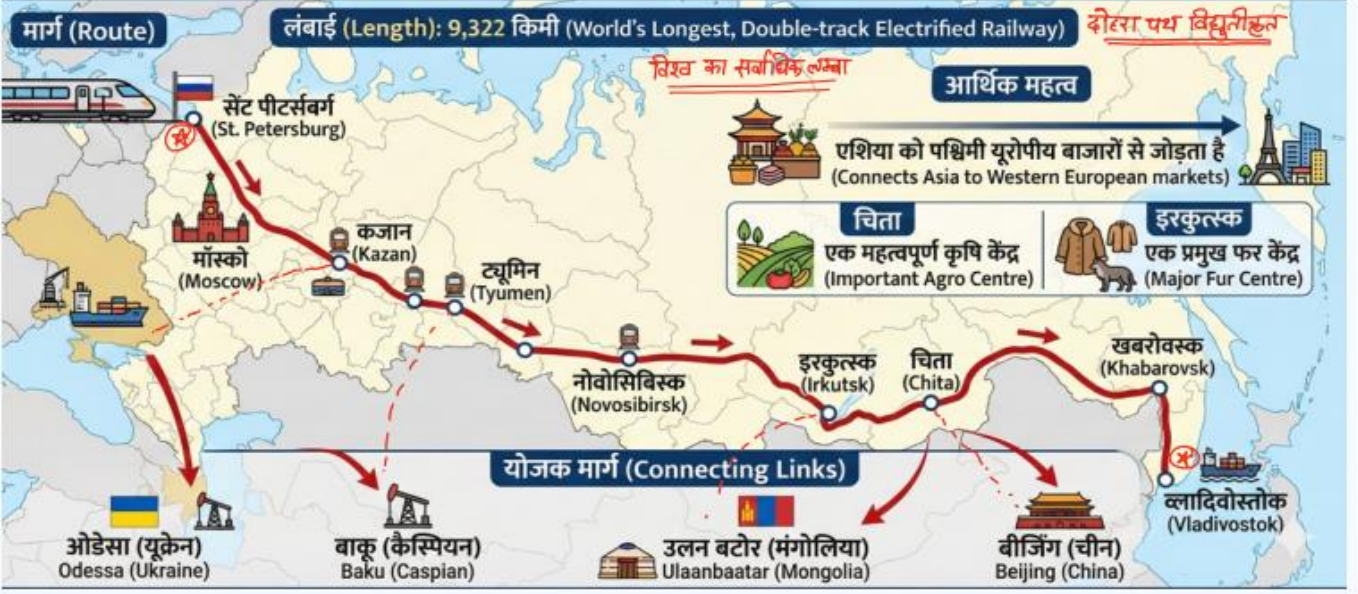 मार्ग (Route)
लंबाई (Length): 9,322 किमी (World's Longest, Double-track Electrified Railway)
दोहरा पथ विद्युतीकृत
विश्व का सर्वाधिक लम्बा
आर्थिक महत्व
एशिया को पश्चिमी यूरोपीय बाजारों से जोड़ता है
(Connects Asia to Western European markets)
चिता
एक महत्वपूर्ण कृषि केंद्र
(Important Agro Centre)
इरकुत्स्क
एक प्रमुख फर केंद्र
(Major Fur Centre)
सेंट पीटर्सबर्ग
(St. Petersburg)
मॉस्को
(Moscow)
कजान
(Kazan)
ट्यूमिन
(Tyumen)
नोवोसिबिस्क
(Novosibirsk)
इरकुत्स्क
(Irkutsk)
चिता
(Chita)
खबरोवस्क
(Khabarovsk)
व्लादिवोस्तोक
(Vladivostok)
योजक मार्ग (Connecting Links)
ओडेसा (यूक्रेन)
Odessa (Ukraine)
बाकू (कैस्पियन)
Baku (Caspian)
उलन बटोर (मंगोलिया)
Ulaanbaatar (Mongolia)
बीजिंग (चीन)
Beijing (China)